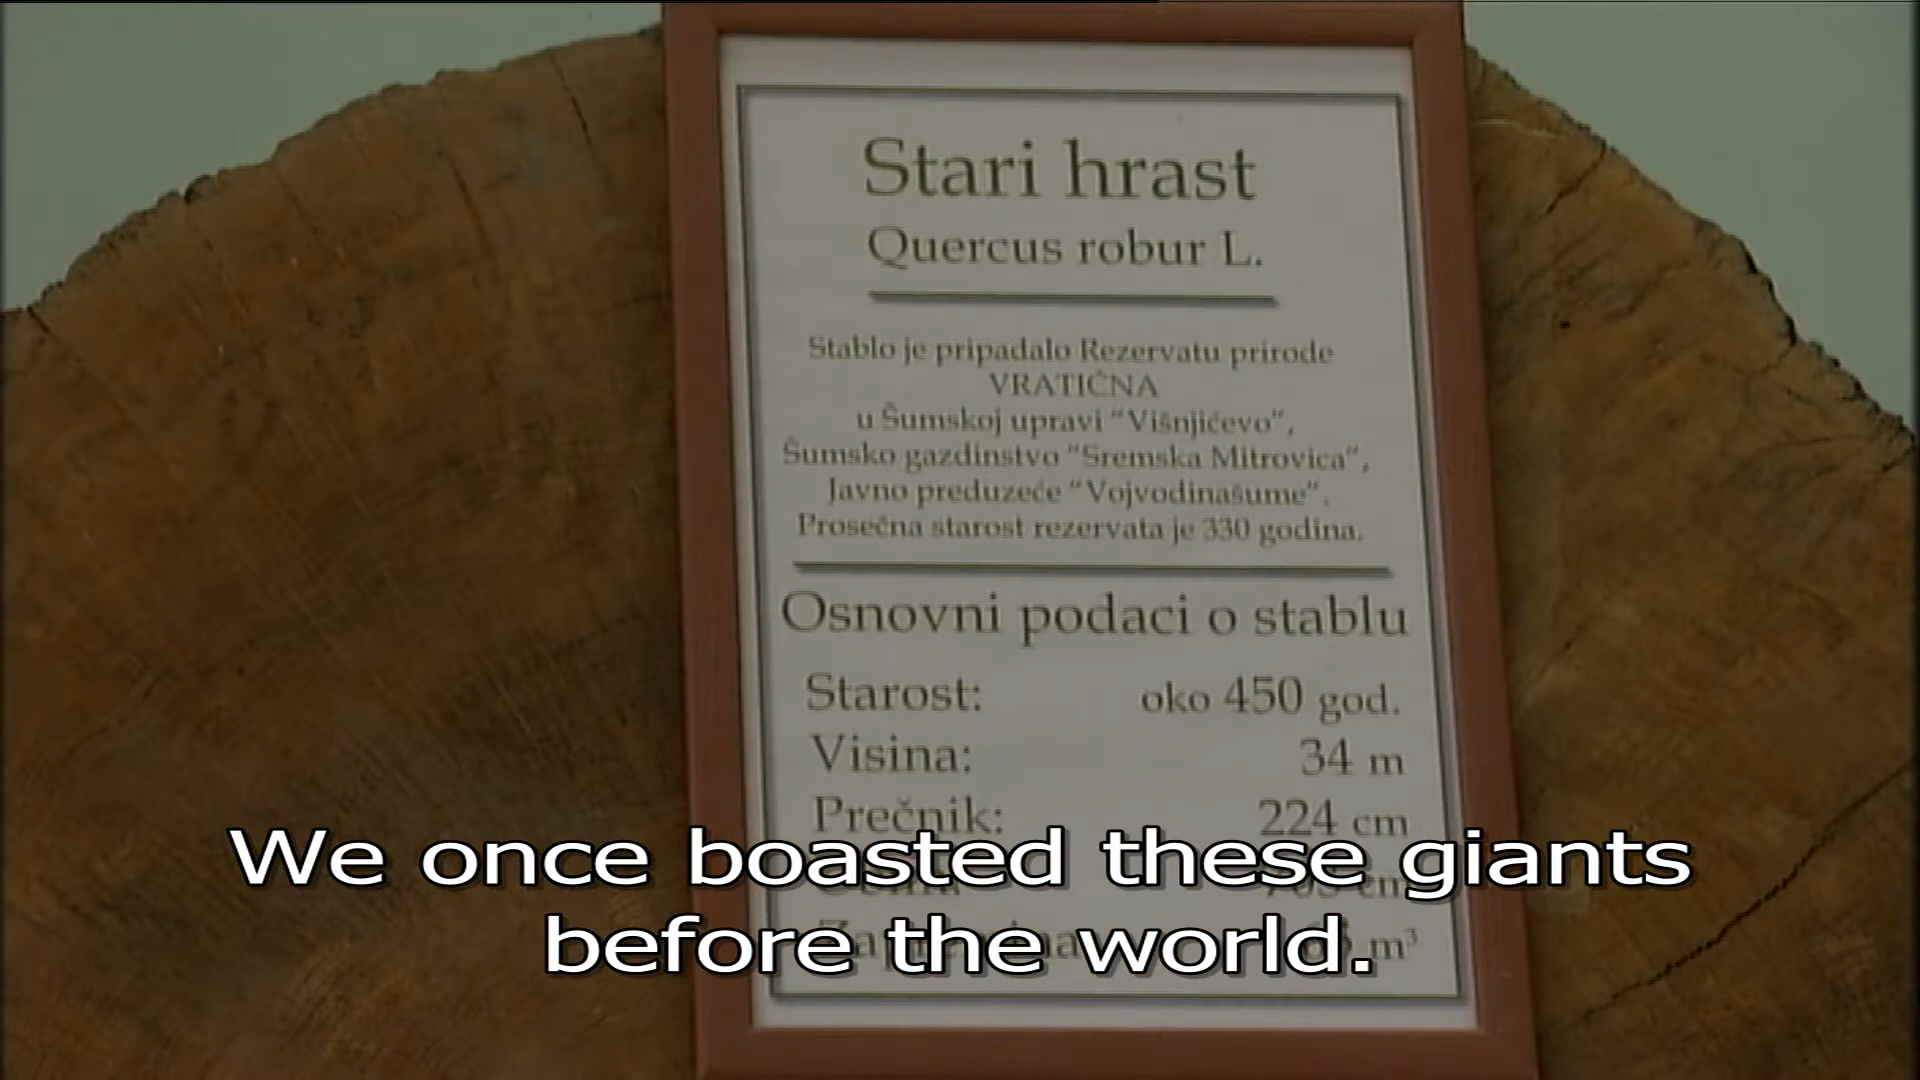 Stari hrast
Quercus robur L.
Stablo je pripadalo Rezervatu prirode
VRATIČNA
u Šumskoj upravi "Višnjićevo",
Šumsko gazdinstvo "Sremska Mitrovica",
Javno preduzeće "Vojvodinašume".
Prosečna starost rezervata je 330 godina.
Osnovni podaci o stablu
Starost: oko 450 god.
Visina: 34 m
Prečnik: 224 cm
cm
m³
We once boasted these giants
before the world.